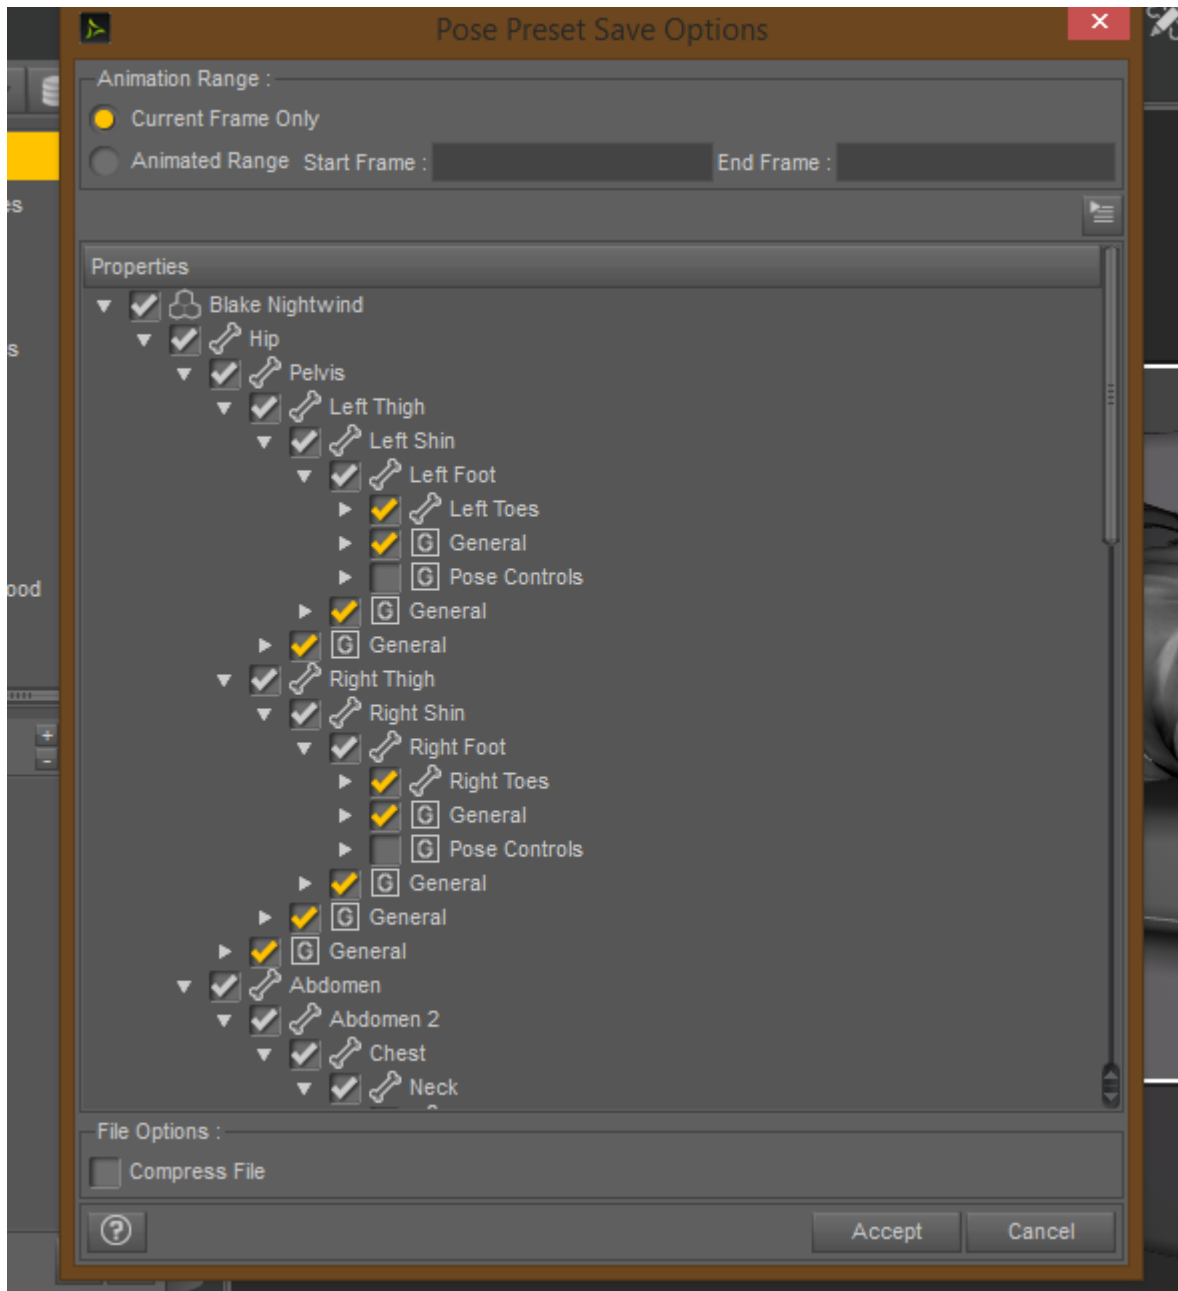 Pose Preset Save Options
Animation Range :
Current Frame Only
Animated Range Start Frame : End Frame :
es
Properties
Blake Nightwind
Hip
s
Pelvis
Left Thigh
Left Shin
Left Foot
Left Toes
G General
G Pose Controls
ood
G General
G General
Right Thigh
Right Shin
Right Foot
Right Toes
G General
G Pose Controls
G General
G General
G General
Abdomen
Abdomen 2
Chest
Neck
File Options :
Compress File
? Accept Cancel